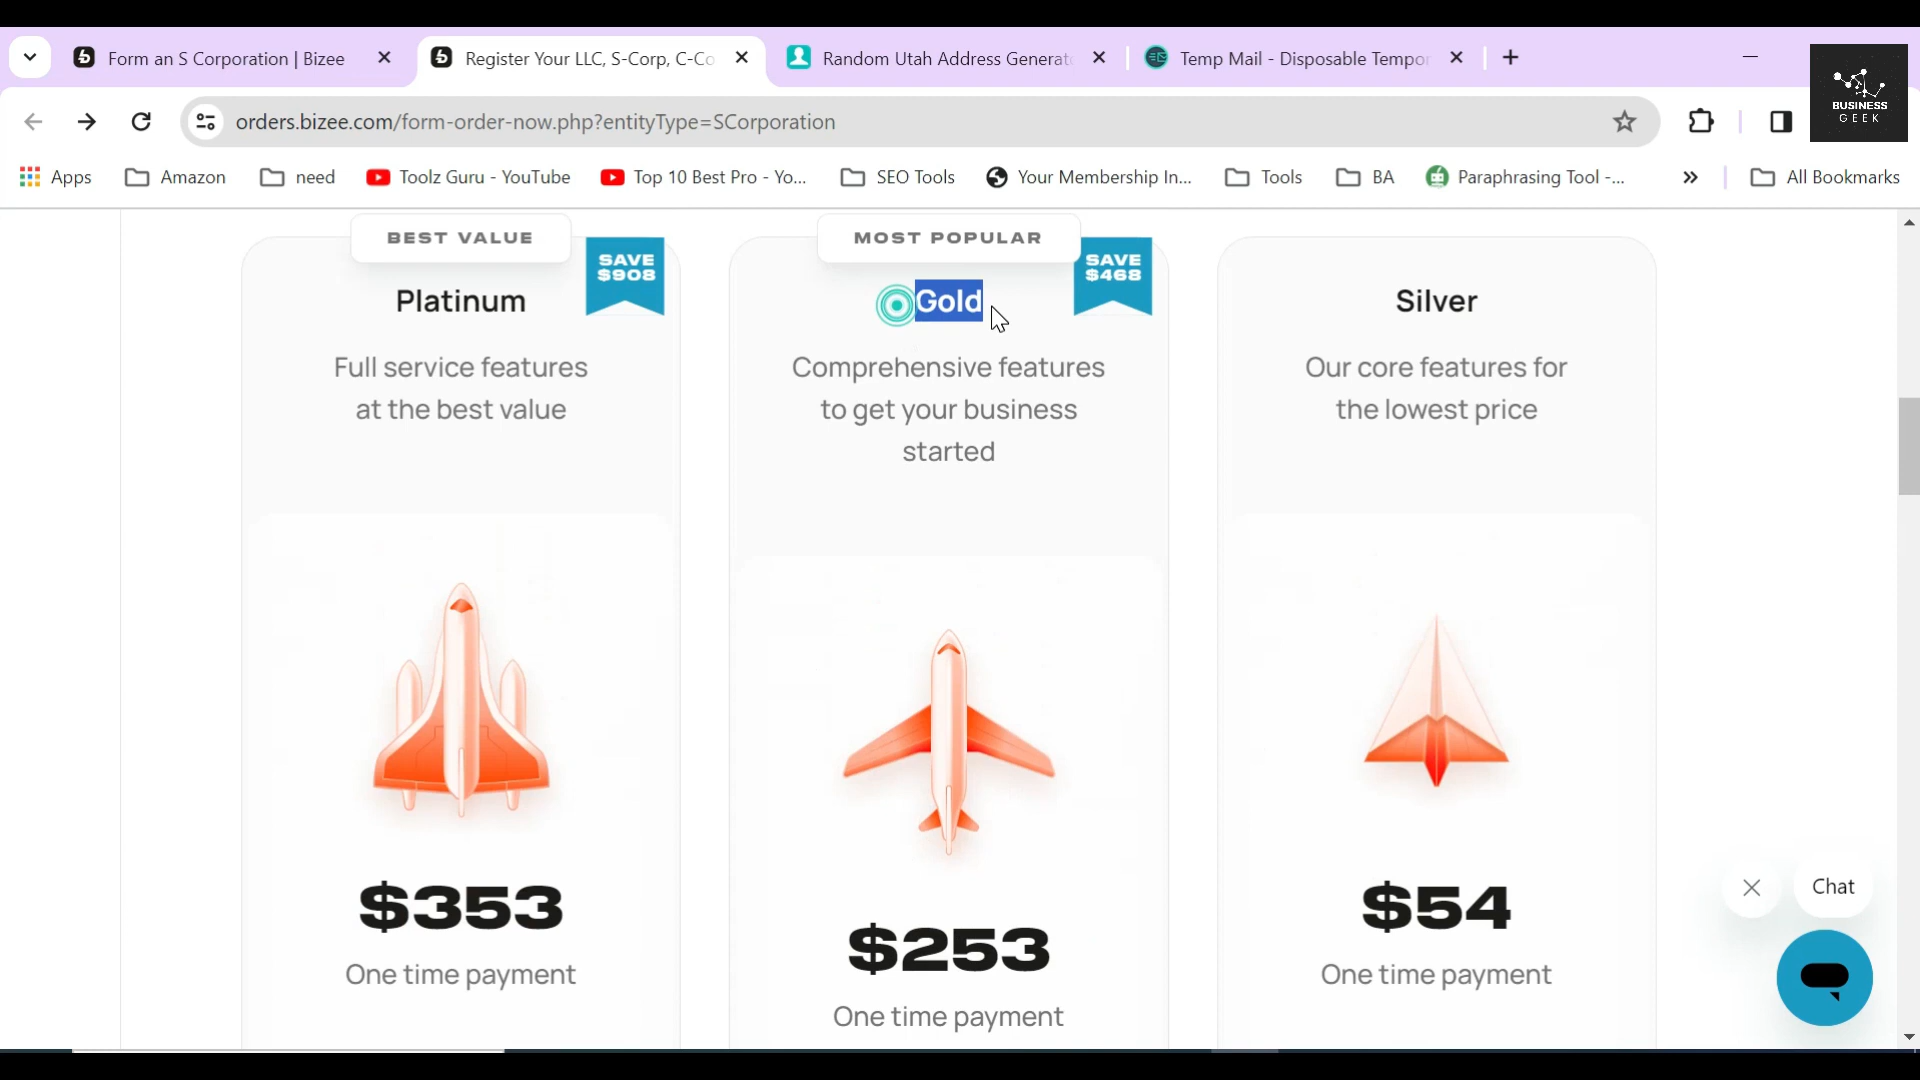 Form an S Corporation | Bizee
Register Your LLC, S-Corp, C-Co
Random Utah Address Generat
Temp Mail - Disposable Tempor
BUSINESS
GEEK
orders.bizee.com/form-order-now.php?entityType=SCorporation
Apps
Amazon
need
Toolz Guru - YouTube
Top 10 Best Pro - Yo...
SEO Tools
Your Membership In...
Tools
BA
Paraphrasing Tool -...
All Bookmarks
BEST VALUE
SAVE
$908
Platinum
Full service features
at the best value
$353
One time payment
MOST POPULAR
SAVE
$468
Gold
Comprehensive features
to get your business
started
$253
One time payment
Silver
Our core features for
the lowest price
$54
One time payment
Chat